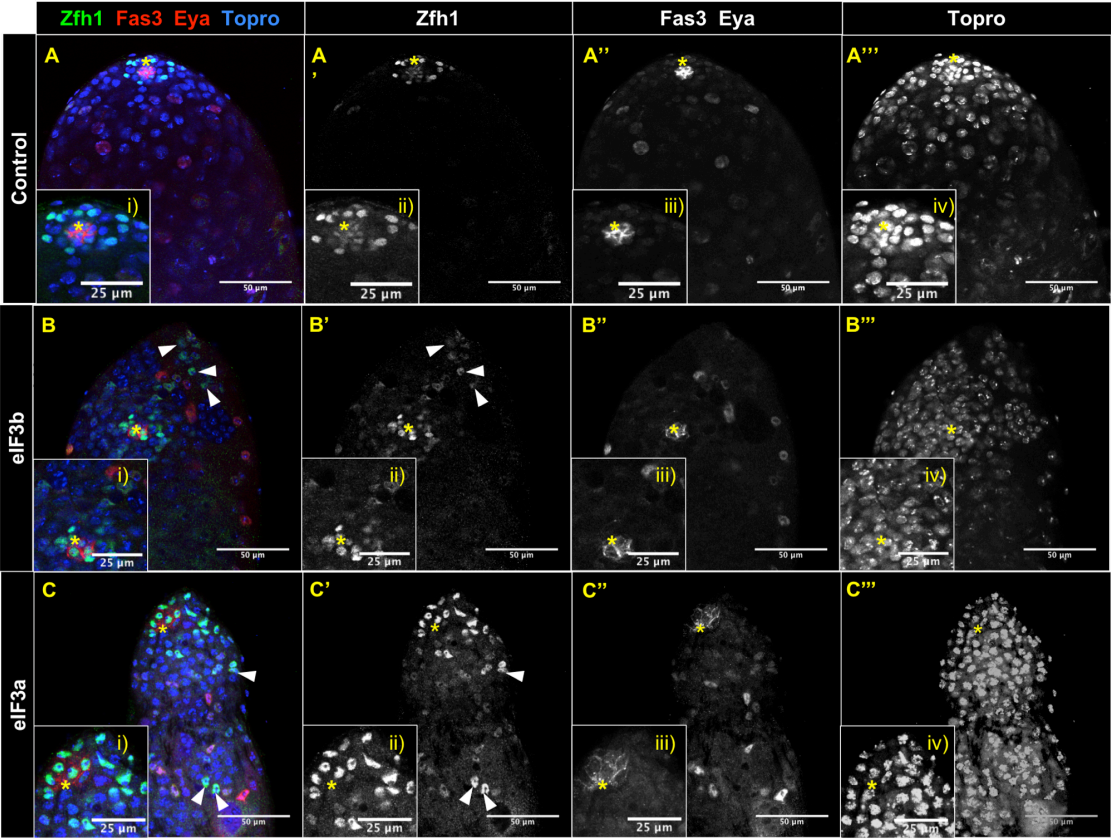 Zfh1 Fas3 Eya Topro
Zfh1
Fas3 Eya
Topro
Control
A
*
i)
*
25 µm
50 µm
A
’
*
ii)
*
25 µm
50 µm
A’’
*
iii)
*
25 µm
50 µm
A’’’
*
iv)
*
25 µm
50 µm
eIF3b
B
*
i)
*
25 µm
50 µm
B’
*
ii)
*
25 µm
50 µm
B’’
*
iii)
*
25 µm
50 µm
B’’’
*
iv)
*
25 µm
50 µm
eIF3a
C
*
i)
*
25 µm
50 µm
C’
*
ii)
*
25 µm
50 µm
C’’
*
iii)
*
25 µm
50 µm
C’’’
*
iv)
*
25 µm
50 µm